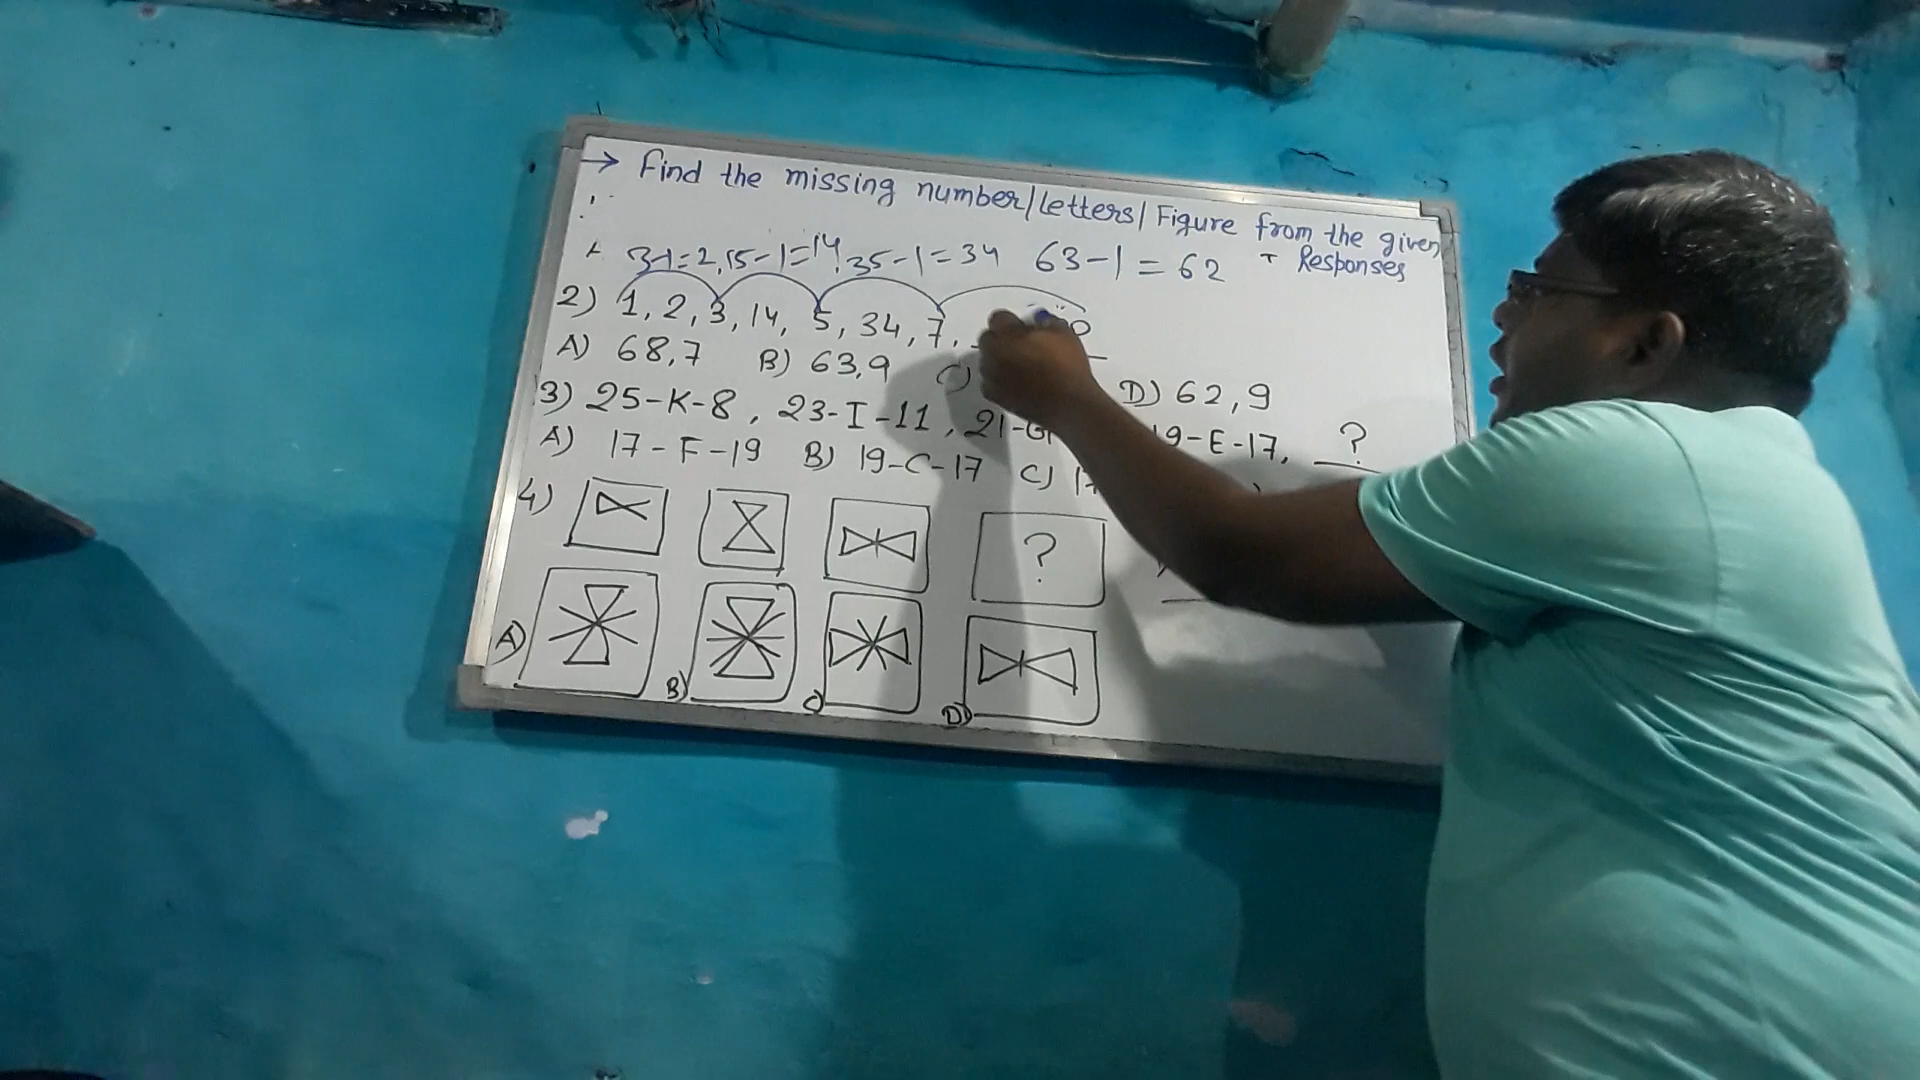 → Find the missing number/Letters/Figure from the given Responses
3-1=2, 15-1=14, 35-1=34 63-1=62
2) 1, 2, 3, 14, 5, 34, 7,
A) 68,7 B) 63,9 C) D) 62,9
3) 25-K-8, 23-I-11, 21-G 19-E-17, ?
A) 17-F-19 B) 19-C-17 C) 17
4) ?
A) B) C) D)